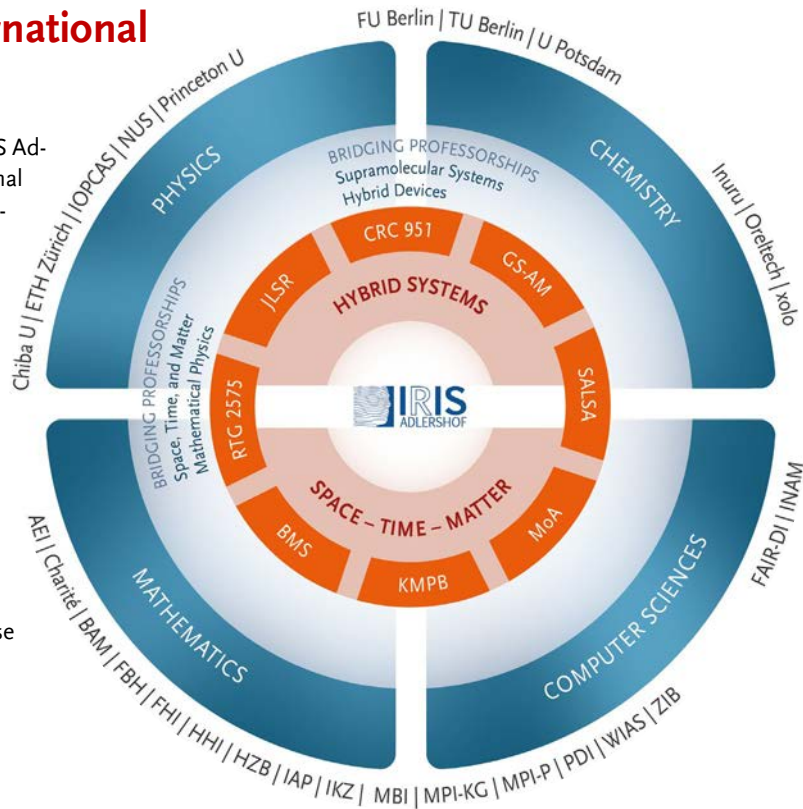 rnational
S Ad-
nal
-
se
FU Berlin | TU Berlin | U Potsdam
Chiba U | ETH Zürich | IOPCAS | NUS | Princeton U
Inuru | Oreltech | xolo
FAIR-DI | INAM
AEI | Charité | BAM | FBH | FHI | HHI | HZB | IAP | IKZ | MBI | MPI-KG | MPI-P | PDI | WIAS | ZIB
PHYSICS
CHEMISTRY
MATHEMATICS
COMPUTER SCIENCES
BRIDGING PROFESSORSHIPS
Supramolecular Systems
Hybrid Devices
BRIDGING PROFESSORSHIPS
Space, Time, and Matter
Mathematical Physics
JLSR
CRC 951
GS-AM
SALSA
MoA
KMPB
BMS
RTG 2575
HYBRID SYSTEMS
IRIS
ADLERSHOF
SPACE – TIME – MATTER